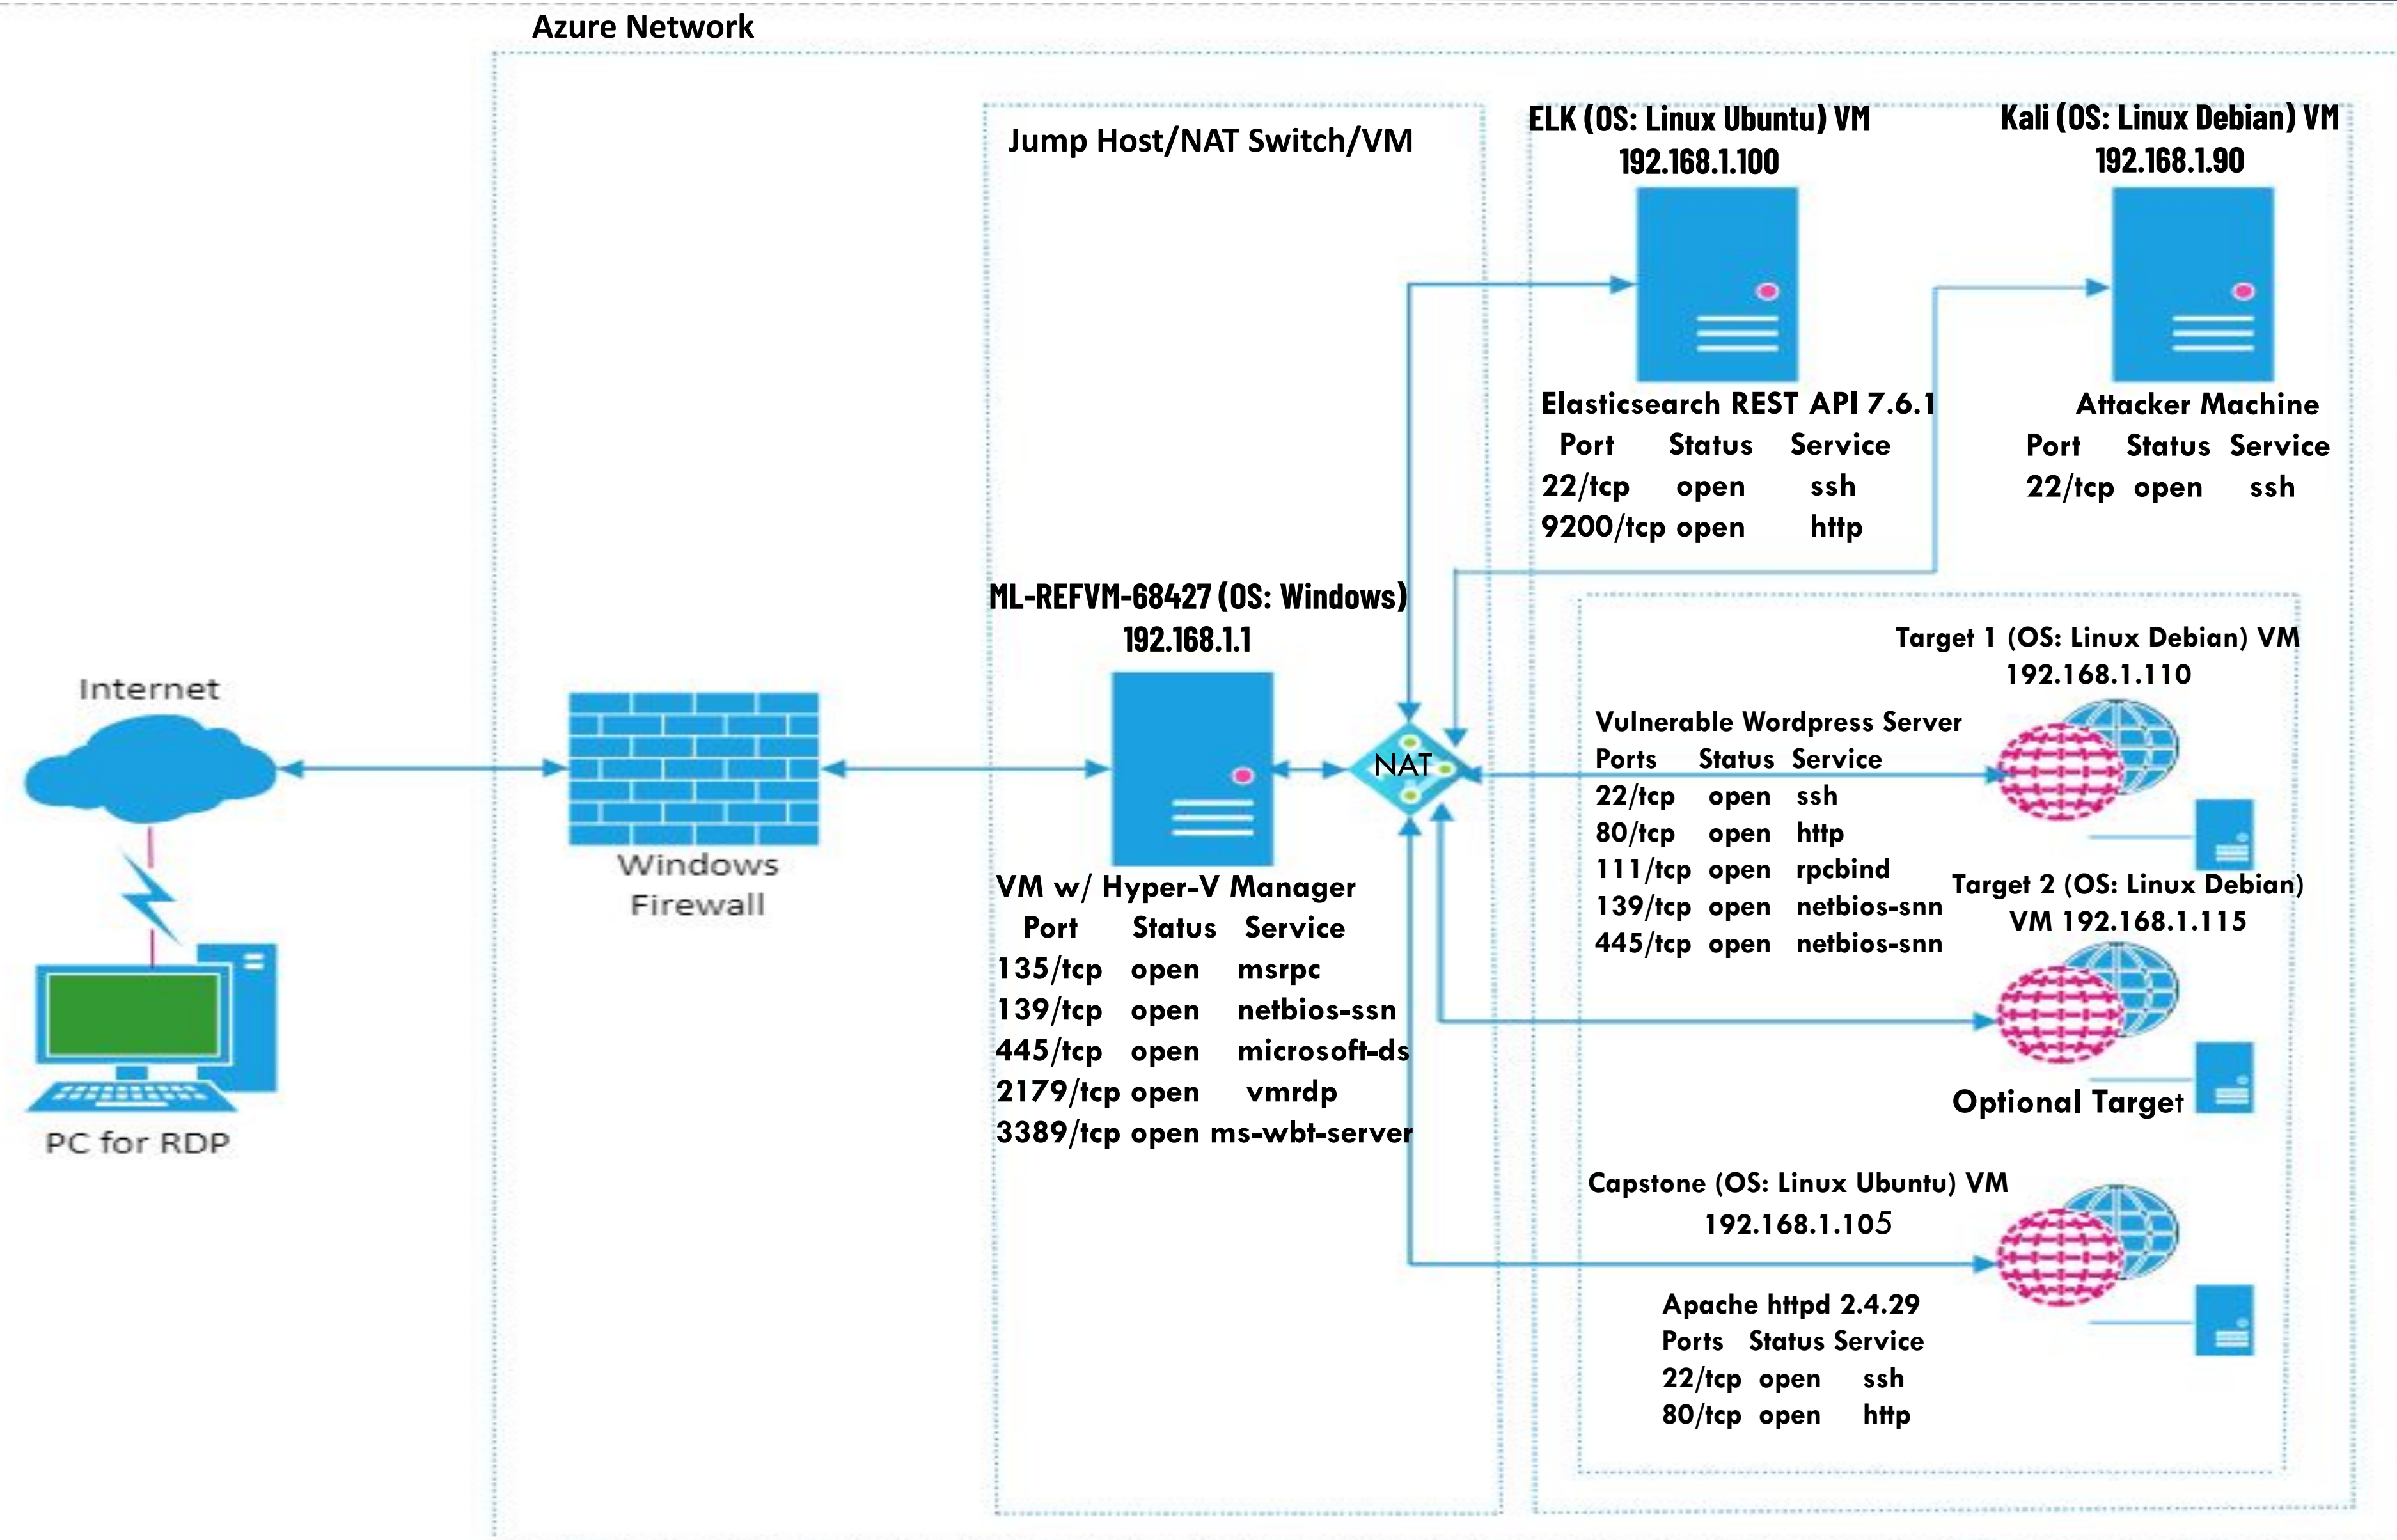 Azure Network
Jump Host/NAT Switch/VM
ELK (OS: Linux Ubuntu) VM
192.168.1.100
Kali (OS: Linux Debian) VM
192.168.1.90
Elasticsearch REST API 7.6.1
Port Status Service
22/tcp open ssh
9200/tcp open http
Attacker Machine
Port Status Service
22/tcp open ssh
ML-REFVM-68427 (OS: Windows)
192.168.1.1
Internet
Windows
Firewall
PC for RDP
NAT
VM w/ Hyper-V Manager
Port Status Service
135/tcp open msrpc
139/tcp open netbios-ssn
445/tcp open microsoft-ds
2179/tcp open vmrdp
3389/tcp open ms-wbt-server
Target 1 (OS: Linux Debian) VM
192.168.1.110
Vulnerable Wordpress Server
Ports Status Service
22/tcp open ssh
80/tcp open http
111/tcp open rpcbind
139/tcp open netbios-snn
445/tcp open netbios-snn
Target 2 (OS: Linux Debian)
VM 192.168.1.115
Optional Target
Capstone (OS: Linux Ubuntu) VM
192.168.1.105
Apache httpd 2.4.29
Ports Status Service
22/tcp open ssh
80/tcp open http